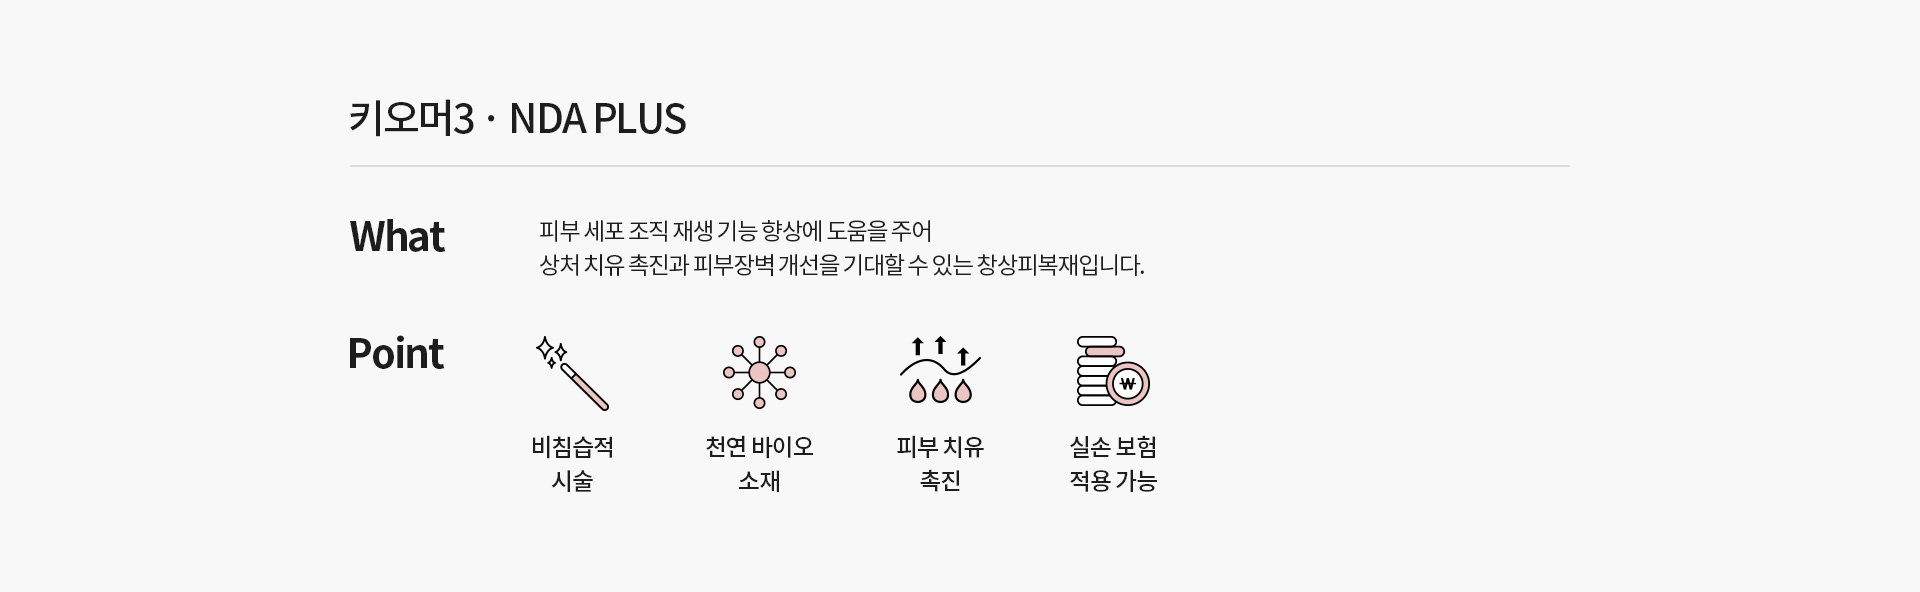 키오머3 · NDA PLUS
What
피부 세포 조직 재생 기능 향상에 도움을 주어
상처 치유 촉진과 피부장벽 개선을 기대할 수 있는 창상피복재입니다.
Point
비침습적
시술
천연 바이오
소재
피부 치유
촉진
₩
실손 보험
적용 가능